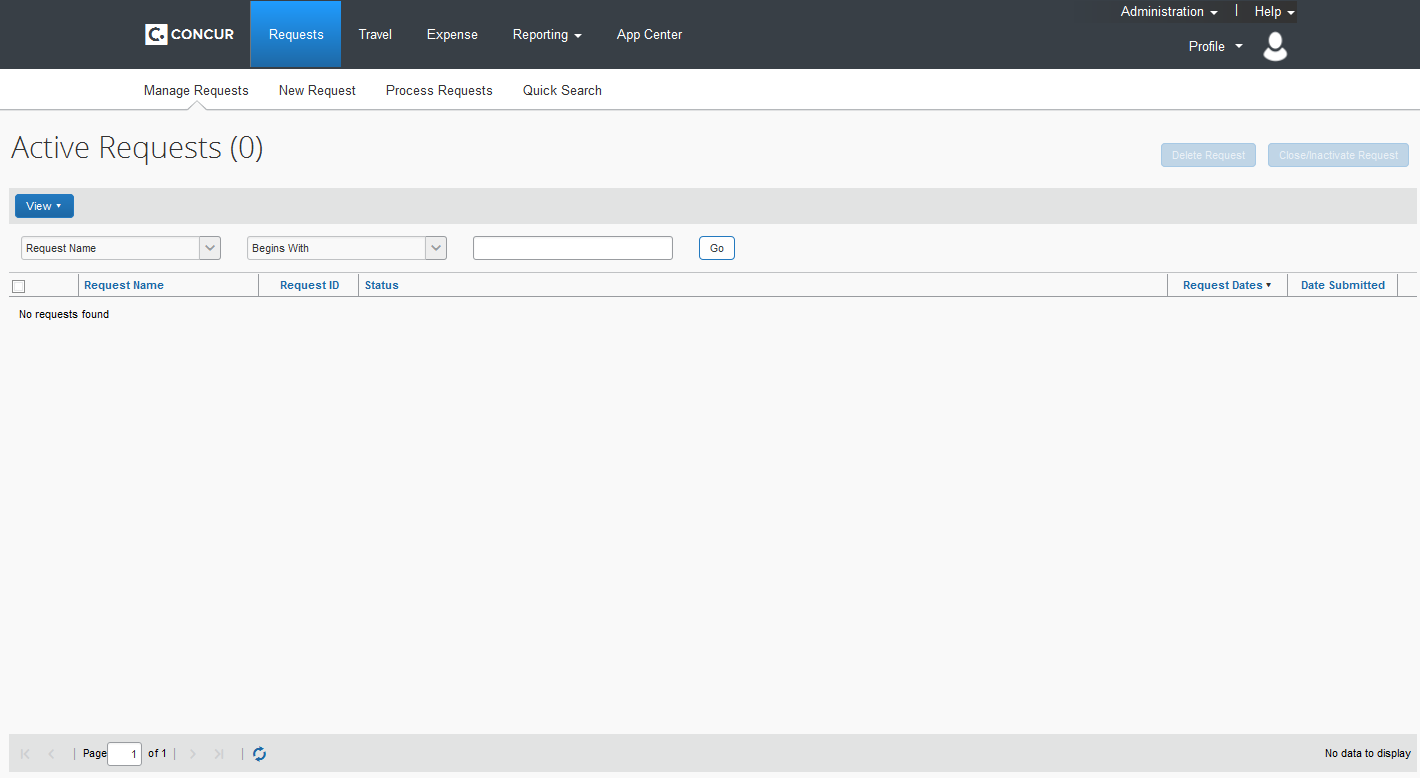 Administration | Help
CONCUR Requests Travel Expense Reporting App Center
Profile
Manage Requests New Request Process Requests Quick Search
Active Requests (0)
Delete Request Close/Inactivate Request
View
Request Name Begins With Go
Request Name Request ID Status Request Dates Date Submitted
No requests found
| Page 1 of 1 | | No data to display